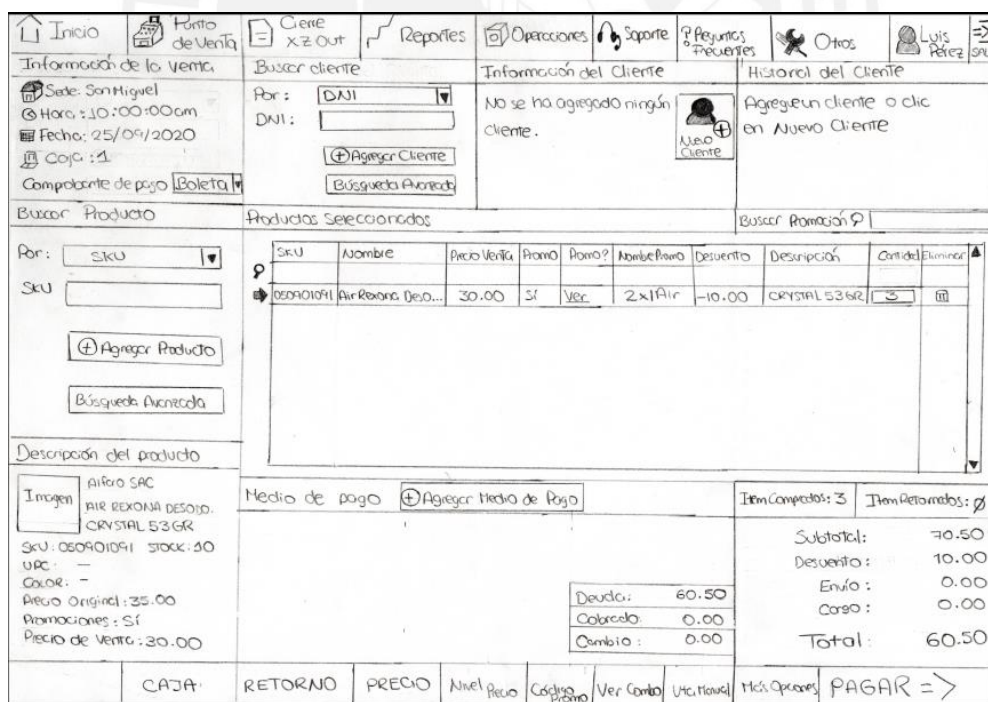 Inicio
Punto de Venta
Cierre XZ Out
Reportes
Operaciones
Soporte
Preguntas Frecuentes
Otros
Luis Pérez
Información de la venta
Sede: San Miguel
Hora: 10:00:00am
Fecha: 25/09/2020
Caja: 1
Comprobante de pago Boleta
Buscar cliente
Por: DNI
DNI:
Agregar Cliente
Búsqueda Avanzada
Información del Cliente
No se ha agregado ningún
cliente.
Nuevo
Cliente
Historial del Cliente
Agregue un cliente o clic
en Nuevo Cliente
Buscar Producto
Por: SKU
SKU
Agregar Producto
Búsqueda Avanzada
Productos Seleccionados
Buscar Promoción
SKU Nombre Precio Venta Promo Promo? Nombre Promo Descuento Descripción Cantidad Eliminar
050901091 Air Rexona Deso... 30.00 Sí Ver 2x1Air -10.00 CRYSTAL 53GR 3
Descripción del producto
Imagen
Alfaro SAC
AIR REXONA DESODO.
CRYSTAL 53GR
SKU: 050901091 STOCK: 10
UPC: —
COLOR: —
Precio Original: 35.00
Promociones: Sí
Precio de Venta: 30.00
Medio de pago
Agregar Medio de Pago
Deuda: 60.50
Cobrado: 0.00
Cambio: 0.00
Item Comprados: 3
Item Retornados: Ø
Subtotal: 70.50
Descuento: 10.00
Envío: 0.00
Cargo: 0.00
Total: 60.50
CAJA
RETORNO
PRECIO
Nivel Precio
Código Promo
Ver Combo
Vta. Manual
Más Opciones
PAGAR =>